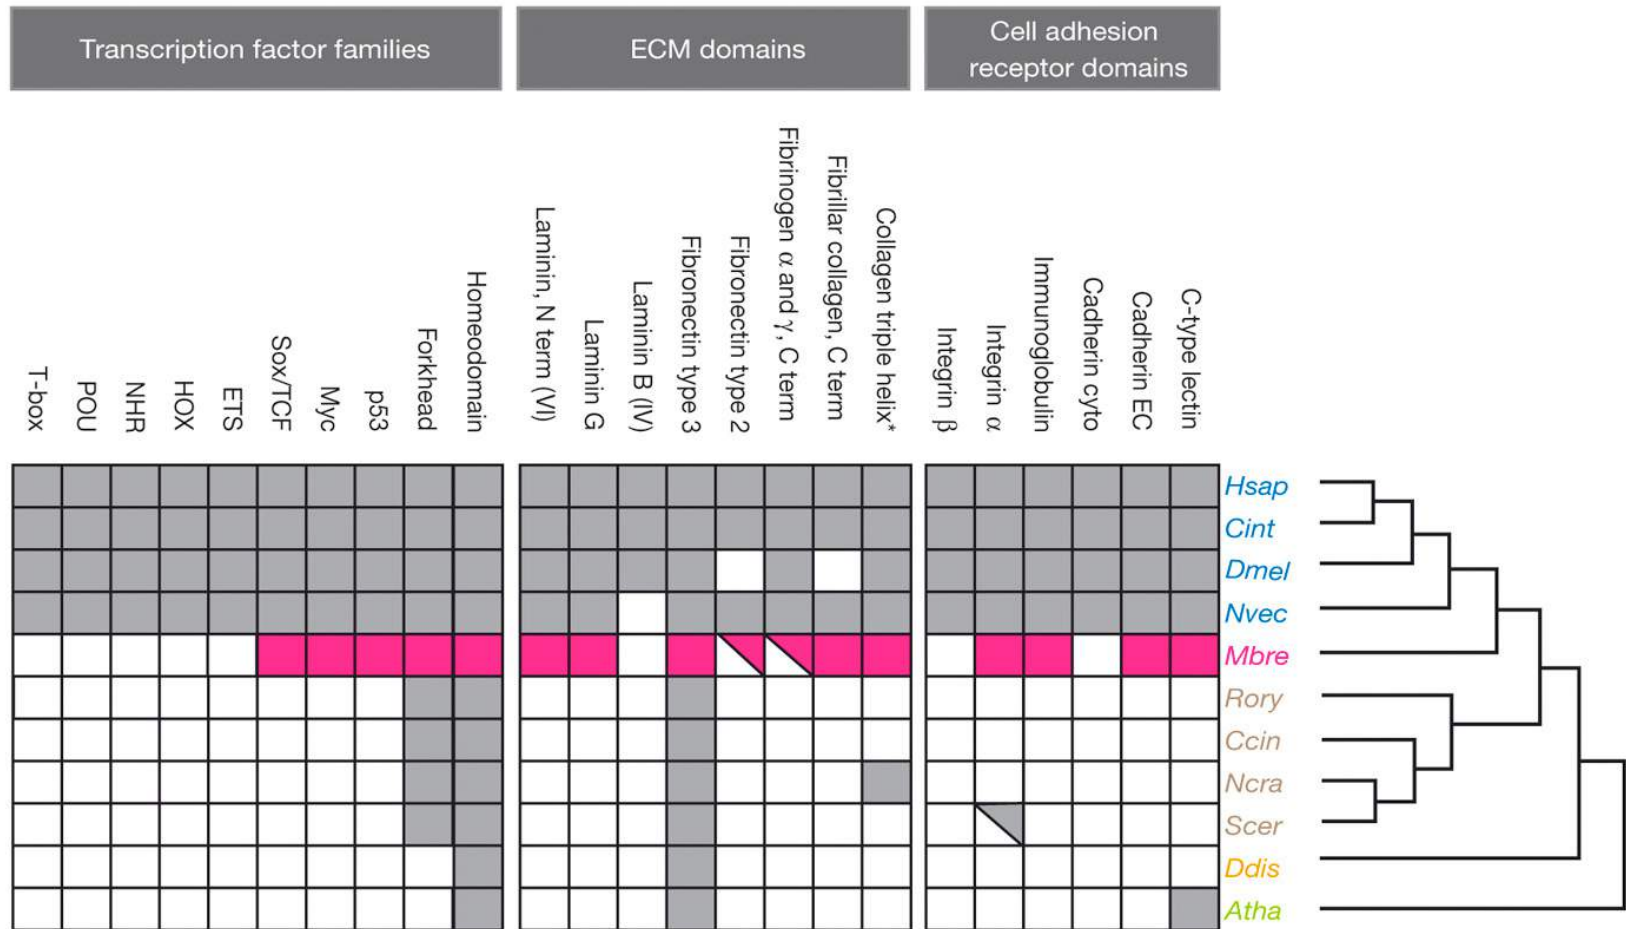 Transcription factor families
ECM domains
Cell adhesion
receptor domains
T-box
POU
NHR
HOX
ETS
Sox/TCF
Myc
p53
Forkhead
Homeodomain
Laminin, N term (VI)
Laminin G
Laminin B (IV)
Fibronectin type 3
Fibronectin type 2
Fibrinogen α and γ, C term
Fibrillar collagen, C term
Collagen triple helix*
Integrin β
Integrin α
Immunoglobulin
Cadherin cyto
Cadherin EC
C-type lectin
Hsap
Cint
Dmel
Nvec
Mbre
Rory
Ccin
Ncra
Scer
Ddis
Atha